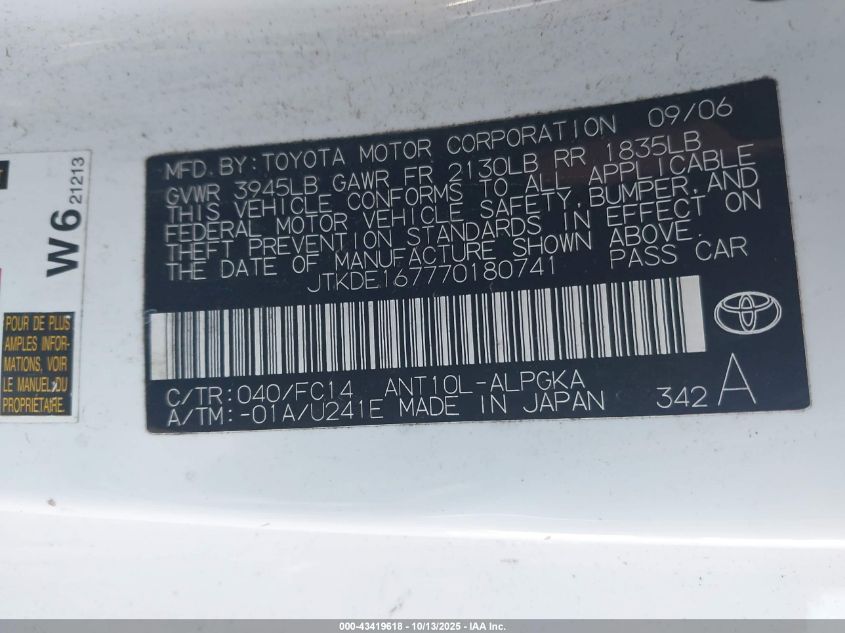 MFD. BY: TOYOTA MOTOR CORPORATION 09/06
GVWR 3945LB GAWR FR 2130LB RR 1835LB
THIS VEHICLE CONFORMS TO ALL APPLICABLE
FEDERAL MOTOR VEHICLE SAFETY, BUMPER, AND
THEFT PREVENTION STANDARDS IN EFFECT ON
THE DATE OF MANUFACTURE SHOWN ABOVE.
JTKDE167770180741 PASS CAR
C/TR: 040/FC14 ANT10L-ALPGKA
A/TM: -01A/U241E MADE IN JAPAN 342 A
W6 21213
POUR DE PLUS
AMPLES INFOR-
MATIONS, VOIR
LE MANUEL DU
PROPRIÉTAIRE.
000-43419618 - 10/13/2025 - IAA Inc.